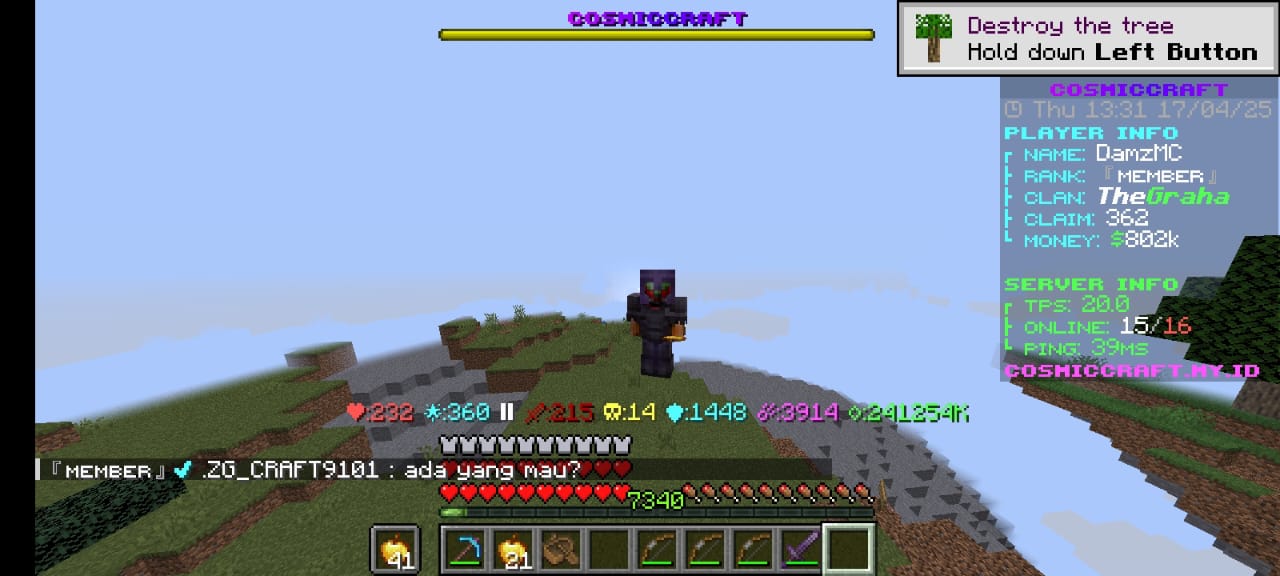 COSMICCRAFT
Destroy the tree
Hold down Left Button
COSMICCRAFT
Thu 13:31 17/04/25
PLAYER INFO
NAME: DamzMC
RANK: 『MEMBER』
CLAN: TheGraha
CLAIM: 362
MONEY: $802k
SERVER INFO
TPS: 20.0
ONLINE: 15/16
PING: 39MS
COSMICCRAFT.MY.ID
:232 :360 :215 :14 :1448 :3914 :241254K
『MEMBER』 .ZG_CRAFT9101 : ada yang mau?
7340
41 21